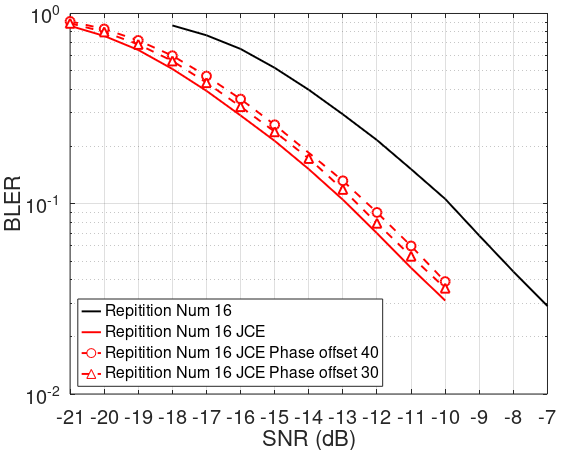 10^0
10^-1
10^-2
BLER
Repitition Num 16
Repitition Num 16 JCE
Repitition Num 16 JCE Phase offset 40
Repitition Num 16 JCE Phase offset 30
-21 -20 -19 -18 -17 -16 -15 -14 -13 -12 -11 -10 -9 -8 -7
SNR (dB)